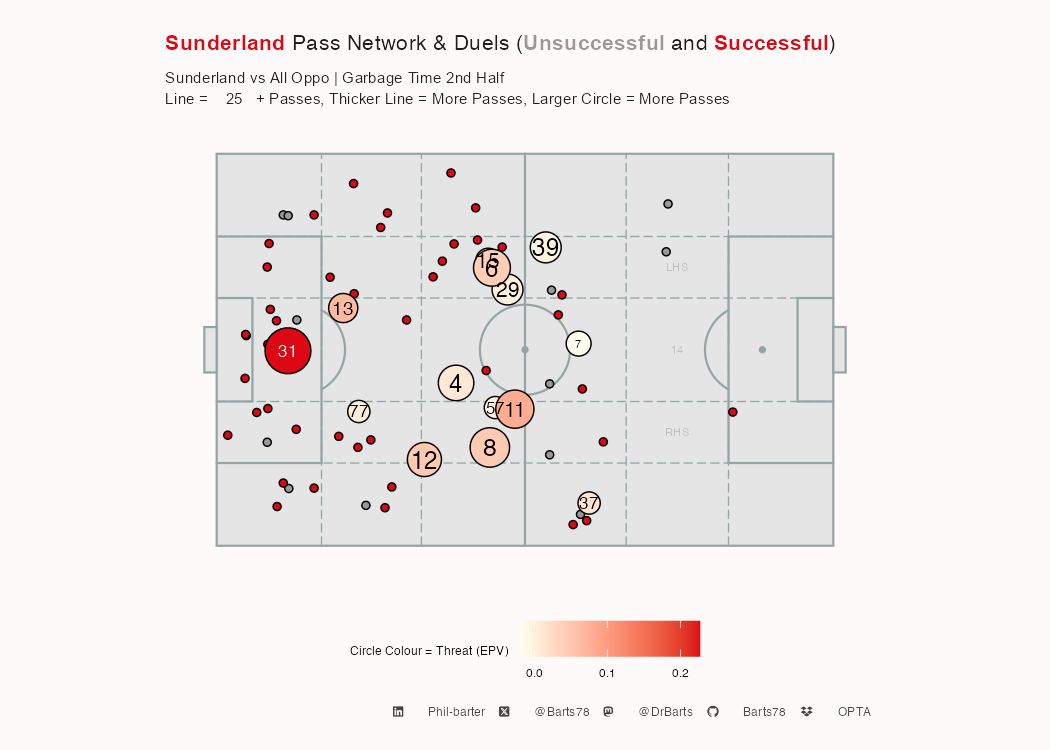 Sunderland Pass Network & Duels (Unsuccessful and Successful)
Sunderland vs All Oppo | Garbage Time 2nd Half
Line = 25 + Passes, Thicker Line = More Passes, Larger Circle = More Passes
39
15
6
LHS
29
13
7
14
31
4
77
57
11
RHS
8
12
37
Circle Colour = Threat (EPV)
0.0 0.1 0.2
Phil-barter @Barts78 @DrBarts Barts78 OPTA